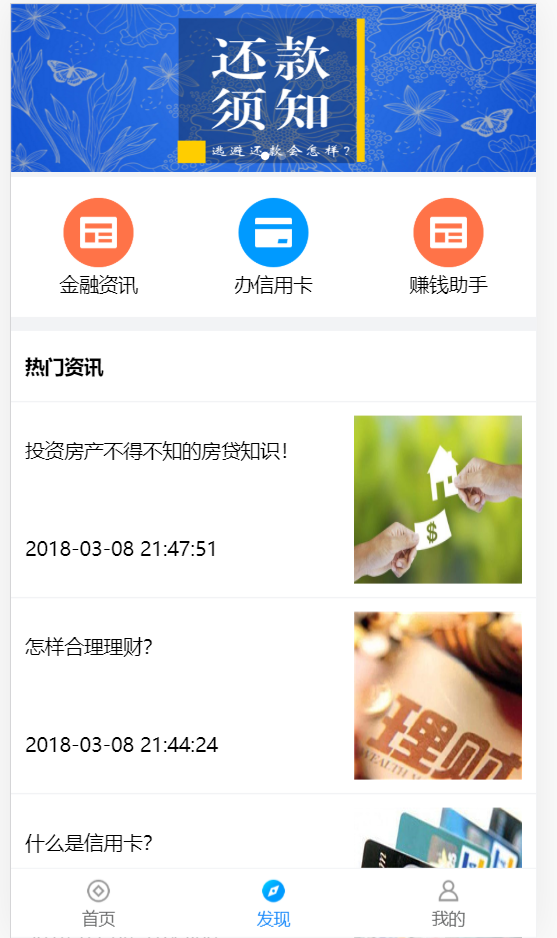 还款
须知
逃避还款会怎样?
金融资讯
办信用卡
赚钱助手
热门资讯
投资房产不得不知的房贷知识!
2018-03-08 21:47:51
$
怎样合理理财?
2018-03-08 21:44:24
理财
什么是信用卡?
首页
发现
我的